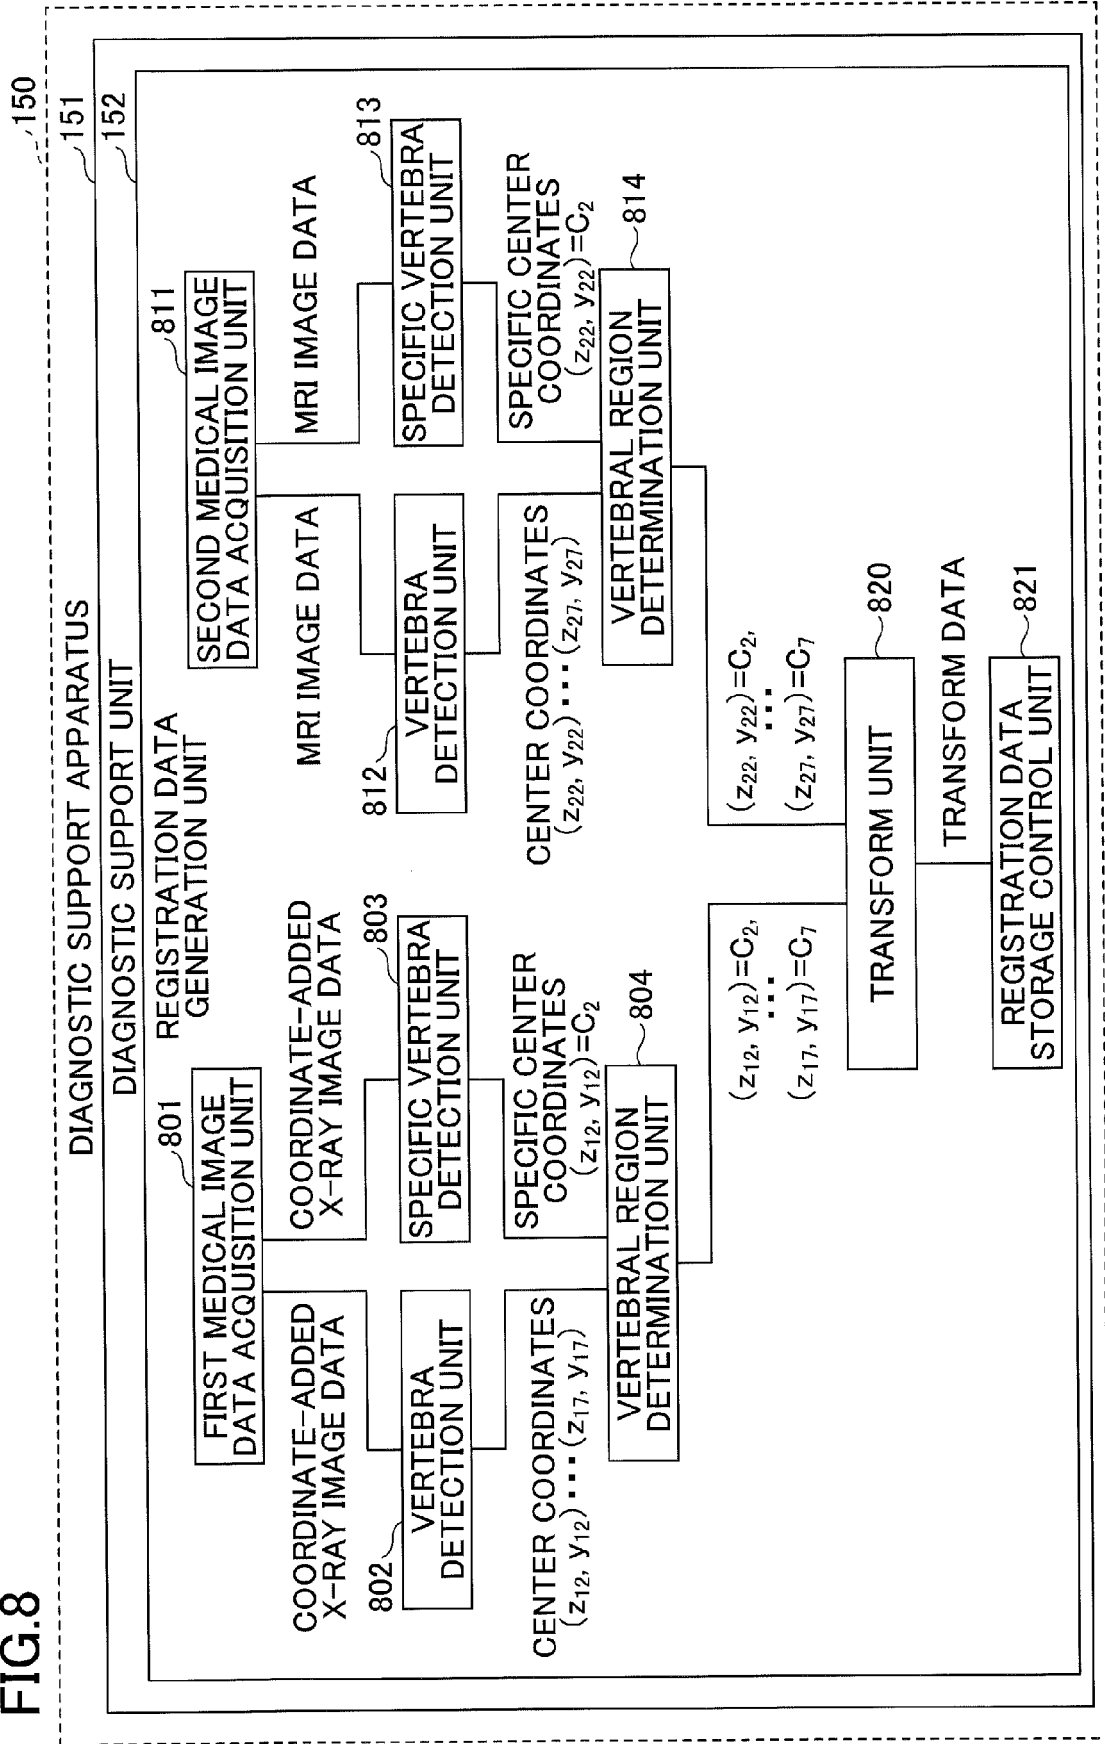 FIG.8
150
DIAGNOSTIC SUPPORT APPARATUS
151
DIAGNOSTIC SUPPORT UNIT
152
REGISTRATION DATA
GENERATION UNIT
801
FIRST MEDICAL IMAGE
DATA ACQUISITION UNIT
COORDINATE-ADDED
X-RAY IMAGE DATA
COORDINATE-ADDED
X-RAY IMAGE DATA
802
VERTEBRA
DETECTION UNIT
803
SPECIFIC VERTEBRA
DETECTION UNIT
CENTER COORDINATES
(z12, y12) ··· (z17, y17)
SPECIFIC CENTER
COORDINATES
(z12, y12)=C2
804
VERTEBRAL REGION
DETERMINATION UNIT
(z12, y12)=C2,
···
(z17, y17)=C7
811
SECOND MEDICAL IMAGE
DATA ACQUISITION UNIT
MRI IMAGE DATA
MRI IMAGE DATA
812
VERTEBRA
DETECTION UNIT
813
SPECIFIC VERTEBRA
DETECTION UNIT
CENTER COORDINATES
(z22, y22) ··· (z27, y27)
SPECIFIC CENTER
COORDINATES
(z22, y22)=C2
814
VERTEBRAL REGION
DETERMINATION UNIT
(z22, y22)=C2,
···
(z27, y27)=C7
820
TRANSFORM UNIT
TRANSFORM DATA
821
REGISTRATION DATA
STORAGE CONTROL UNIT